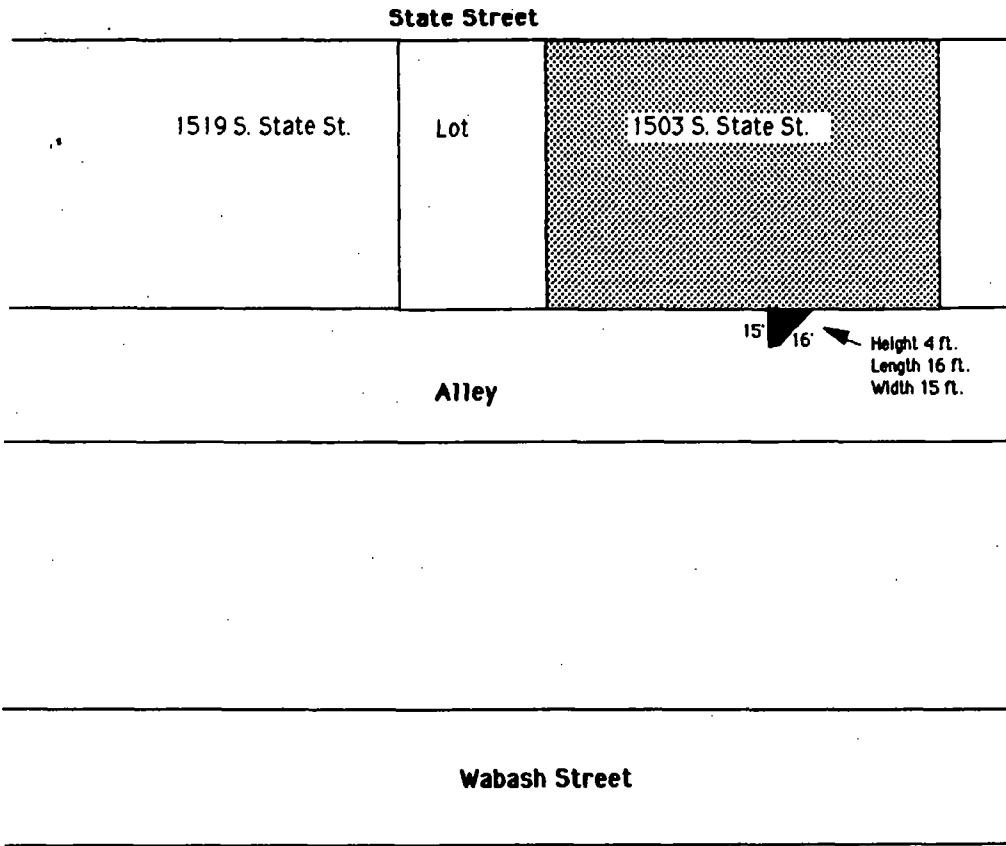 State Street
1519 S. State St.
Lot
1503 S. State St.
15'
16'
Height 4 ft.
Length 16 ft.
Width 15 ft.
Alley
Wabash Street